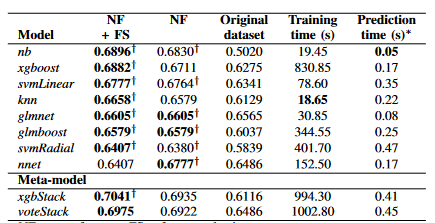 NF NF Original Training Prediction
Model + FS dataset time (s) time (s)*
nb 0.6896† 0.6830† 0.5020 19.45 0.05
xgboost 0.6882† 0.6711 0.6275 830.85 0.17
svmLinear 0.6777† 0.6764† 0.6341 78.60 0.35
knn 0.6658† 0.6579 0.6129 18.65 0.22
glmnet 0.6605† 0.6605† 0.6565 30.85 0.08
glmboost 0.6579† 0.6579† 0.6037 344.55 0.25
svmRadial 0.6407† 0.6380† 0.5839 401.70 0.47
nnet 0.6407 0.6777† 0.6486 152.50 0.17
Meta-model
xgbStack 0.7041† 0.6935 0.6116 994.30 0.41
voteStack 0.6975 0.6922 0.6486 1002.80 0.45